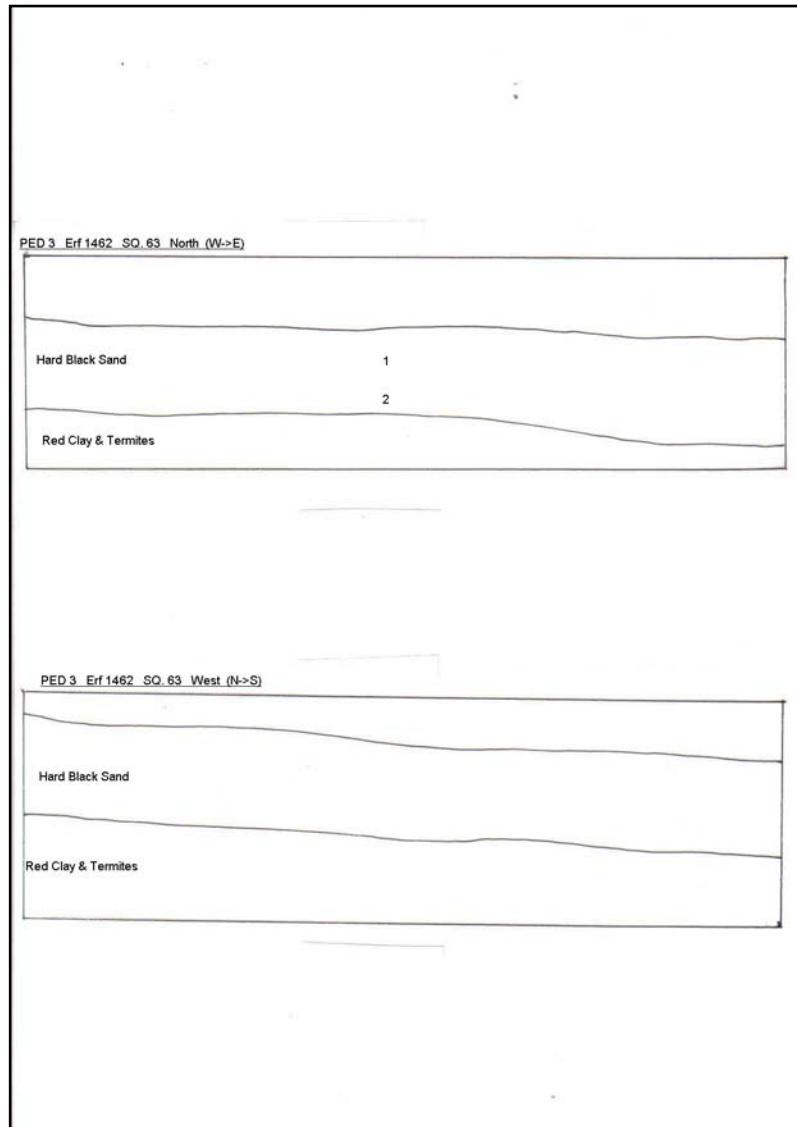 PED 3 Erf 1462 SQ. 63 North (W->E)
Hard Black Sand
1
2
Red Clay & Termites
PED 3 Erf 1462 SQ. 63 West (N->S)
Hard Black Sand
Red Clay & Termites